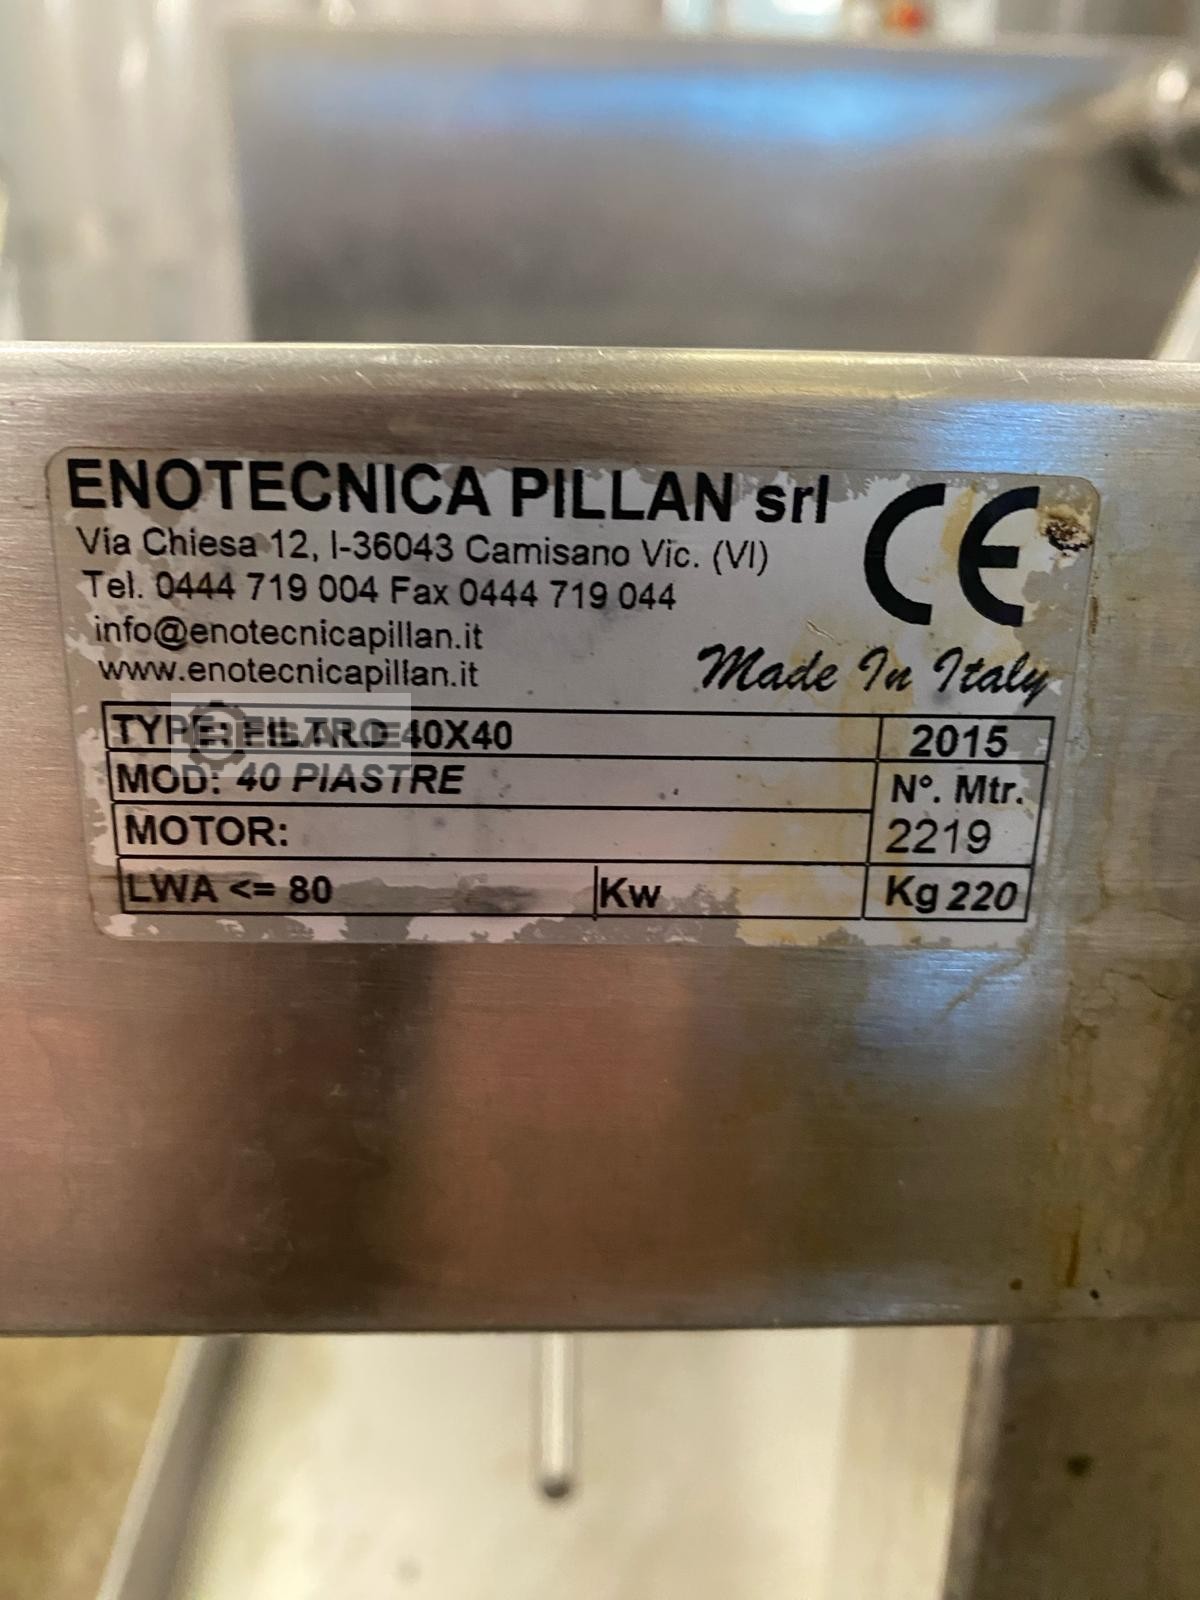 ENOTECNICA PILLAN srl
CE
Via Chiesa 12, I-36043 Camisano Vic. (VI)
Tel. 0444 719 004 Fax 0444 719 044
info@enotecnicapillan.it
www.enotecnicapillan.it
Made In Italy
TYPE: FILTRO 40X40
2015
MOD: 40 PIASTRE
Nº. Mtr.
MOTOR:
2219
LWA <= 80
Kw
Kg 220